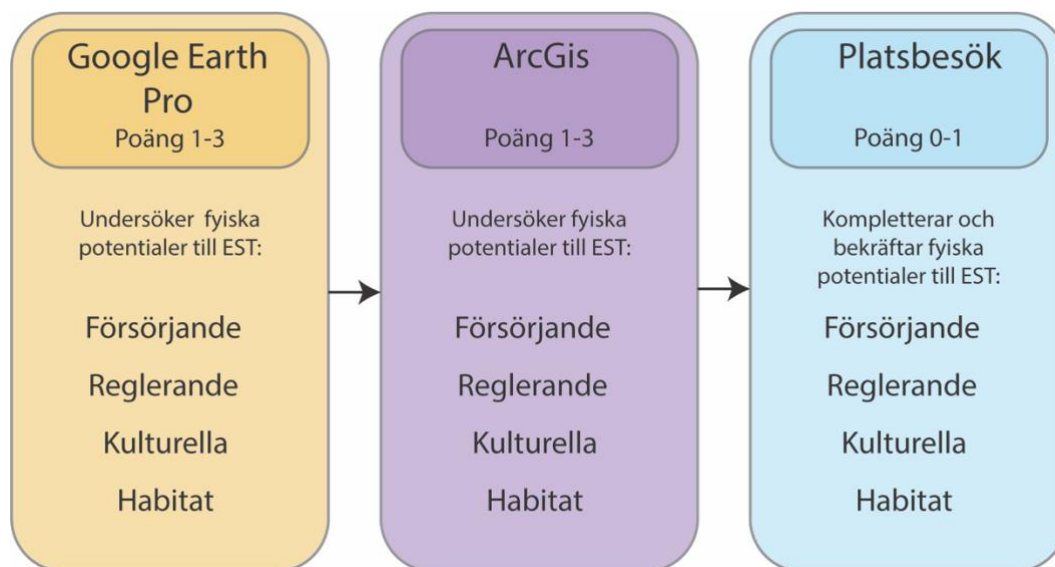 Google Earth
Pro
Poäng 1-3
Undersöker fyiska
potentialer till EST:
Försörjande
Reglerande
Kulturella
Habitat
ArcGis
Poäng 1-3
Undersöker fyiska
potentialer till EST:
Försörjande
Reglerande
Kulturella
Habitat
Platsbesök
Poäng 0-1
Kompletterar och
bekräftar fyiska
potentialer till EST:
Försörjande
Reglerande
Kulturella
Habitat